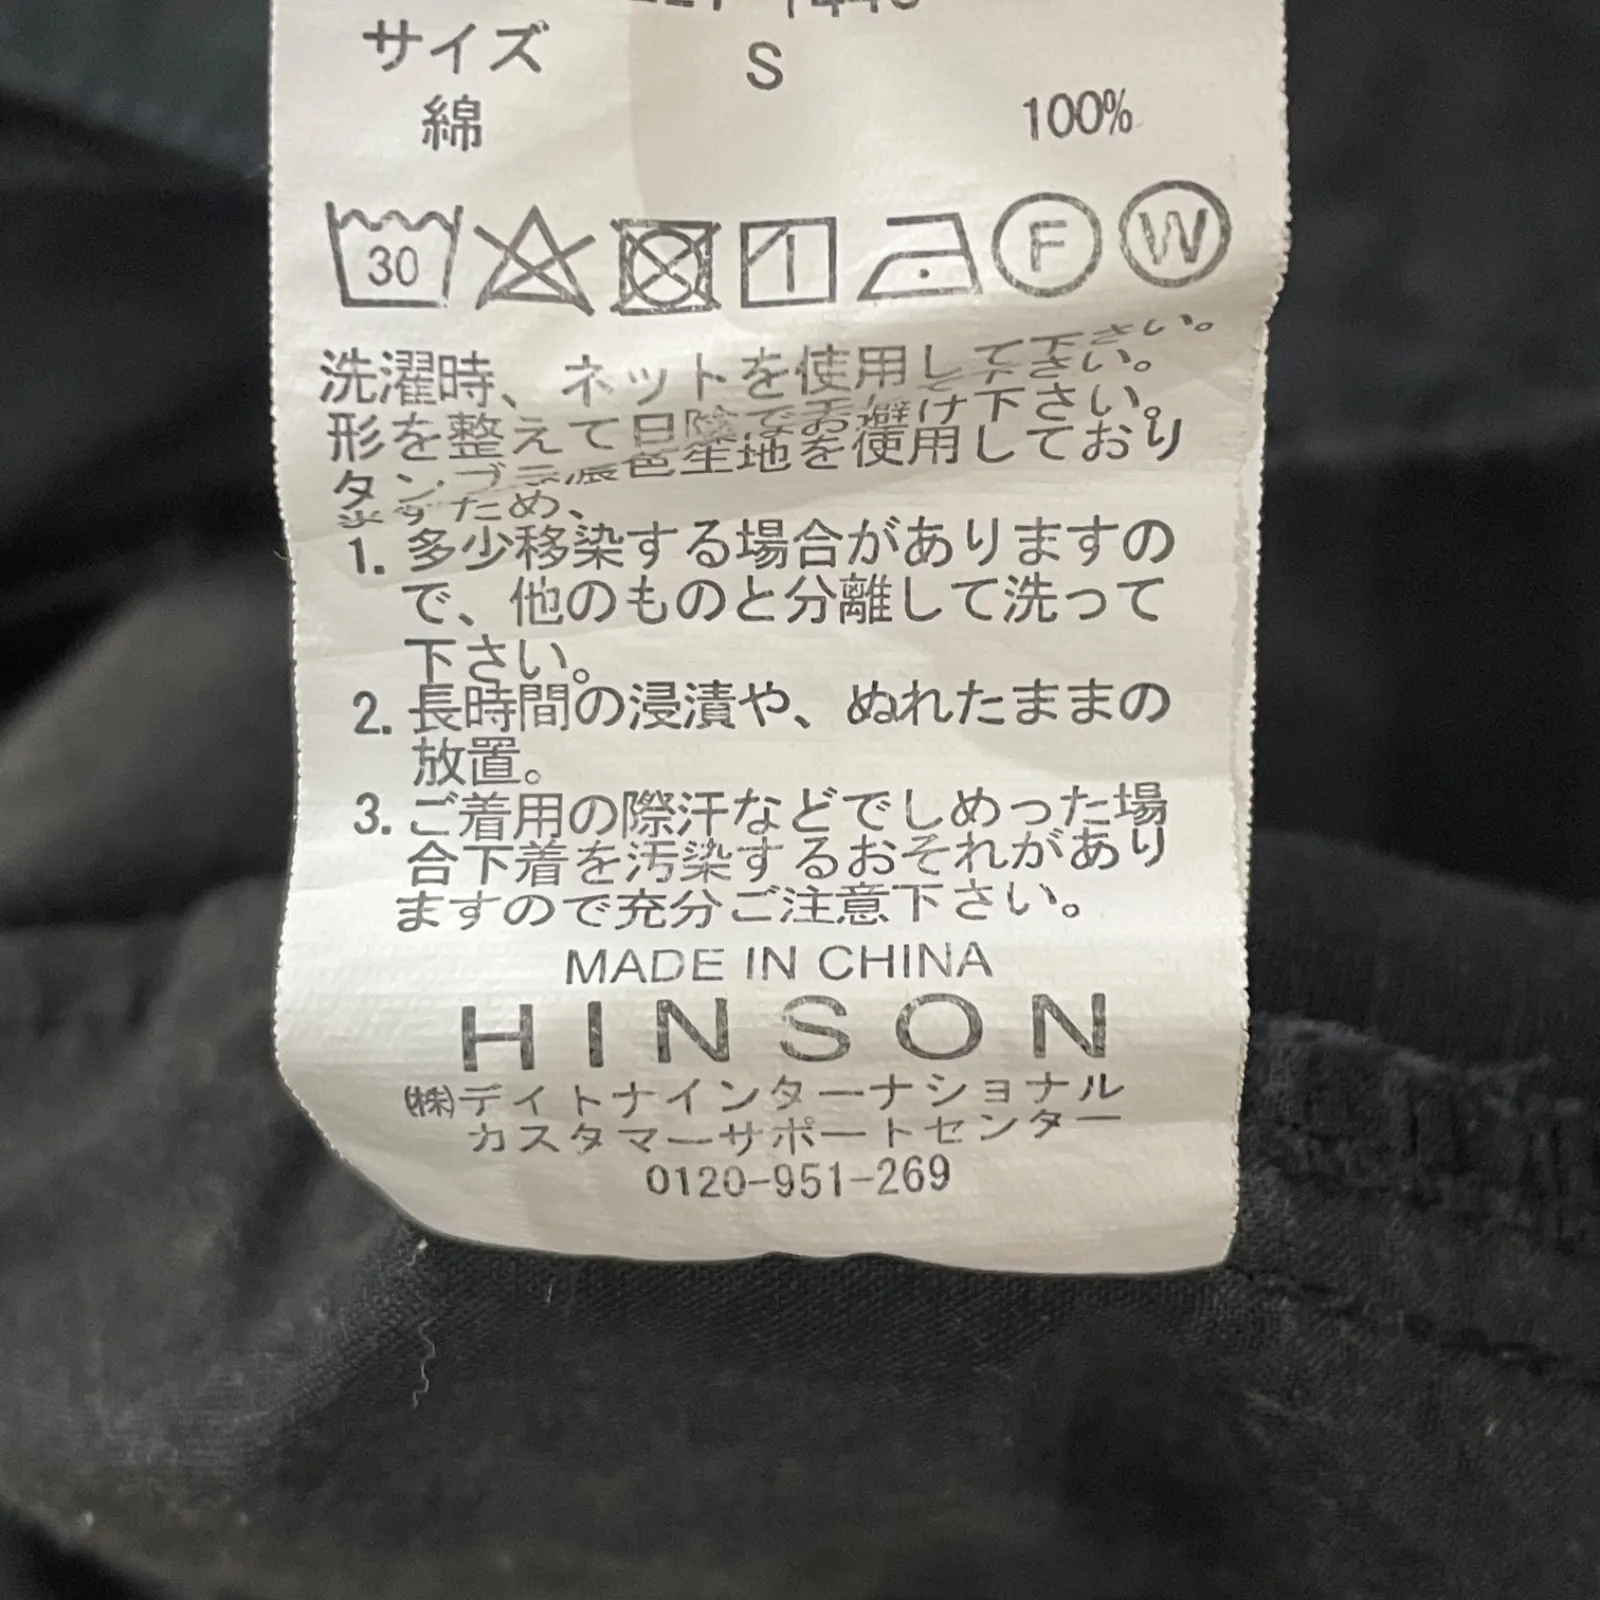 サイズ S
綿 100%
30 F W
洗濯時、ネットを使用して下さい。
形を整えて日陰
濃色生地を使用しており
ますため、
1. 多少移染する場合がありますの
で、他のものと分離して洗って
下さい。
2. 長時間の浸漬や、ぬれたままの
放置。
3. ご着用の際汗などでしめった場
合下着を汚染するおそれがあり
ますので充分ご注意下さい。
MADE IN CHINA
HINSON
㈱デイトナインターナショナル
カスタマーサポートセンター
0120-951-269